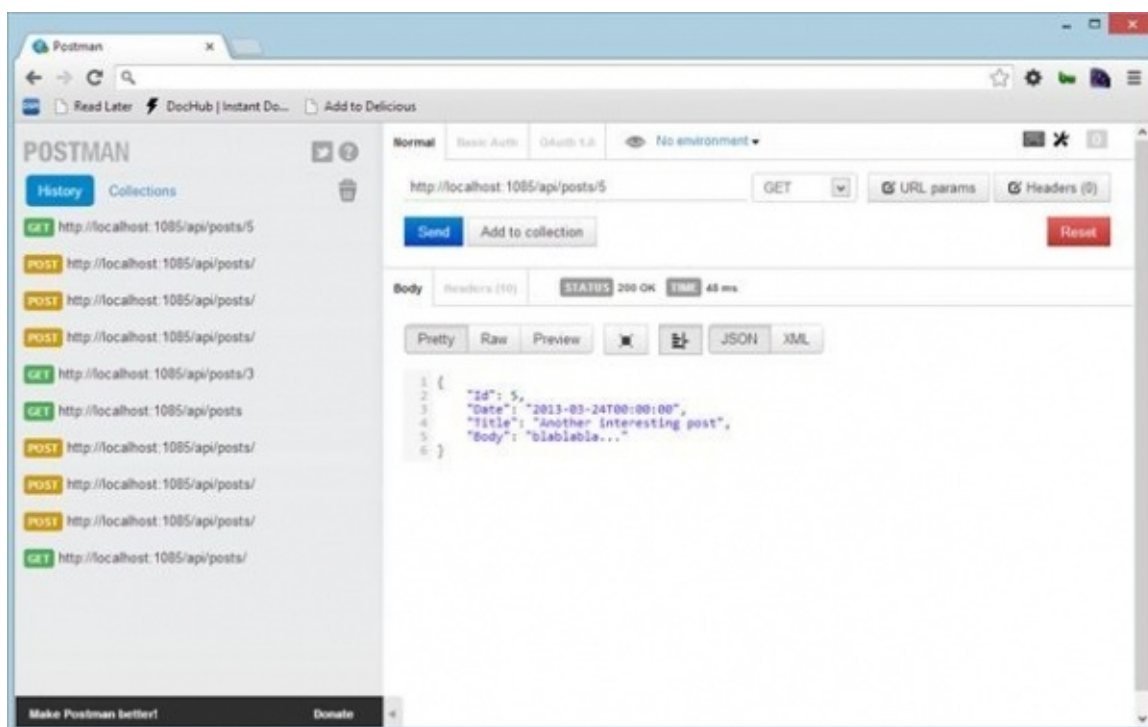 Postman
Read Later DocHub | Instant Do... Add to Delicious
POSTMAN
History Collections
GET http://localhost:1085/api/posts/5
POST http://localhost:1085/api/posts/
POST http://localhost:1085/api/posts/
POST http://localhost:1085/api/posts/
GET http://localhost:1085/api/posts/3
GET http://localhost:1085/api/posts
POST http://localhost:1085/api/posts/
POST http://localhost:1085/api/posts/
POST http://localhost:1085/api/posts/
GET http://localhost:1085/api/posts/
Make Postman better! Donate
Normal Basic Auth OAuth 1.0 No environment
http://localhost:1085/api/posts/5 GET URL params Headers (0)
Send Add to collection Reset
Body Headers (10) STATUS 200 OK TIME 48 ms
Pretty Raw Preview JSON XML
1 {
2 "Id": 5,
3 "Date": "2013-03-24T00:00:00",
4 "Title": "Another interesting post",
5 "Body": "blablabla..."
6 }